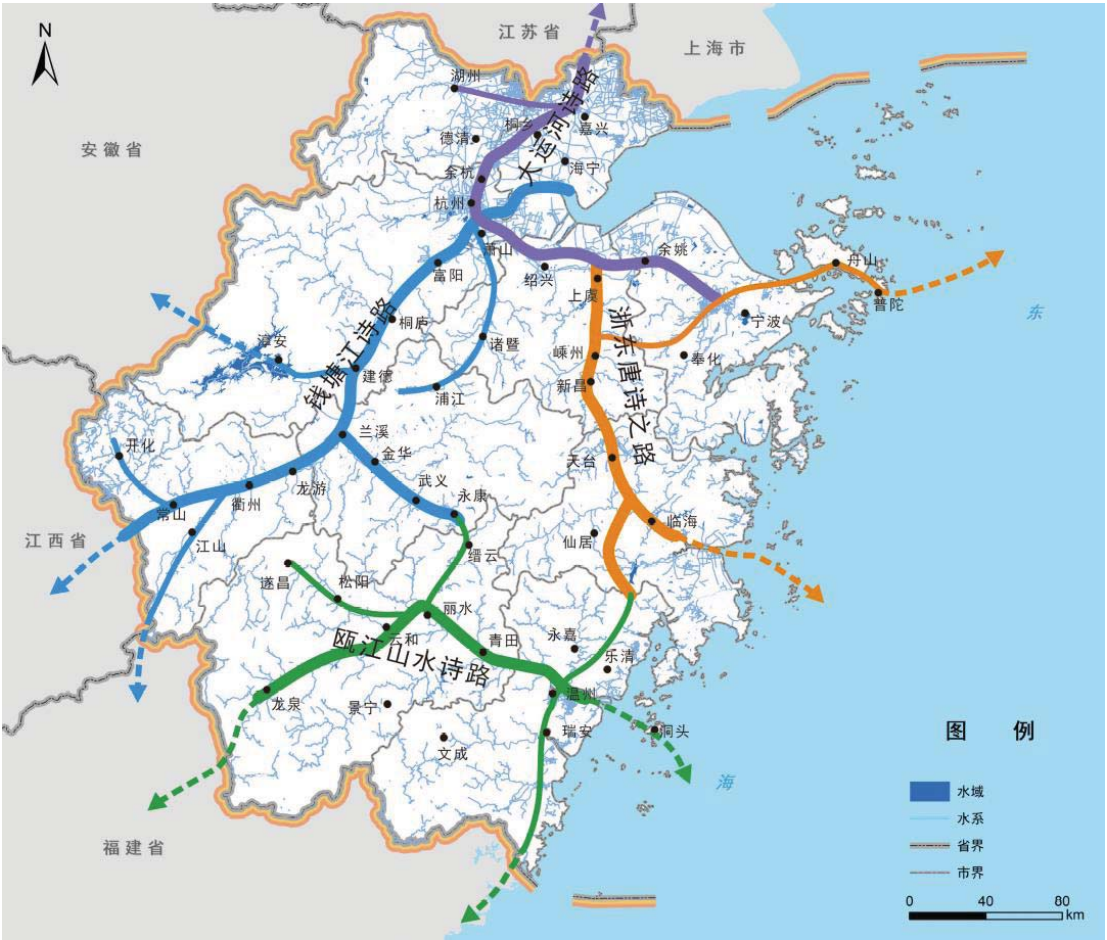 N
江苏省
上海市
安徽省
湖州
大运河诗路
桐乡
嘉兴
德清
海宁
余杭
杭州
萧山
余姚
绍兴
舟山
富阳
上虞
普陀
钱塘江诗路
桐庐
浙东唐诗之路
宁波
东
淳安
诸暨
嵊州
奉化
建德
新昌
浦江
开化
兰溪
金华
天台
龙游
武义
衢州
永康
常山
临海
江西省
江山
仙居
缙云
遂昌
松阳
丽水
云和
瓯江山水诗路
青田
永嘉
乐清
龙泉
温州
景宁
瑞安
洞头
文成
海
福建省
图 例
水域
水系
省界
市界
0 40 80
km